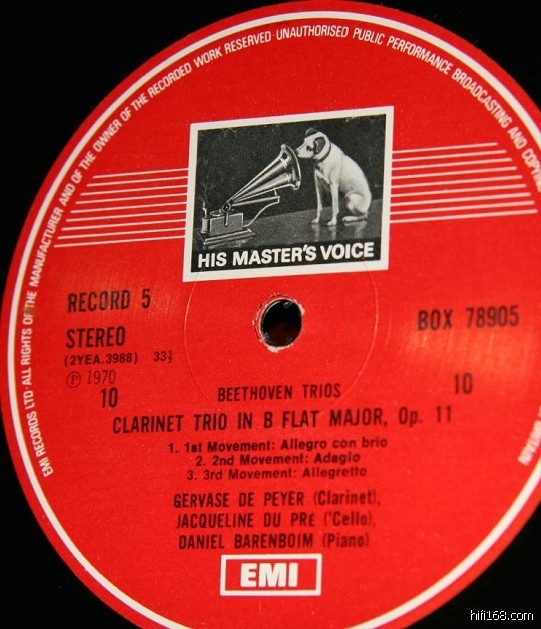 EMI RECORDS LTD·ALL RIGHTS OF THE MANUFACTURER AND OF THE OWNER OF THE RECORDED WORK RESERVED·UNAUTHORISED PUBLIC PERFORMANCE BROADCASTING AND COPYING
HIS MASTER'S VOICE
RECORD 5
BOX 78905
STEREO
(2YEA.3988) 33⅓
Ⓟ 1970
10
10
BEETHOVEN TRIOS
CLARINET TRIO IN B FLAT MAJOR, Op. 11
1. 1st Movement: Allegro con brio
2. 2nd Movement: Adagio
3. 3rd Movement: Allegretto
GERVASE DE PEYER (Clarinet),
JACQUELINE DU PRÉ ('Cello),
DANIEL BARENBOIM (Piano)
EMI
hifi168.com